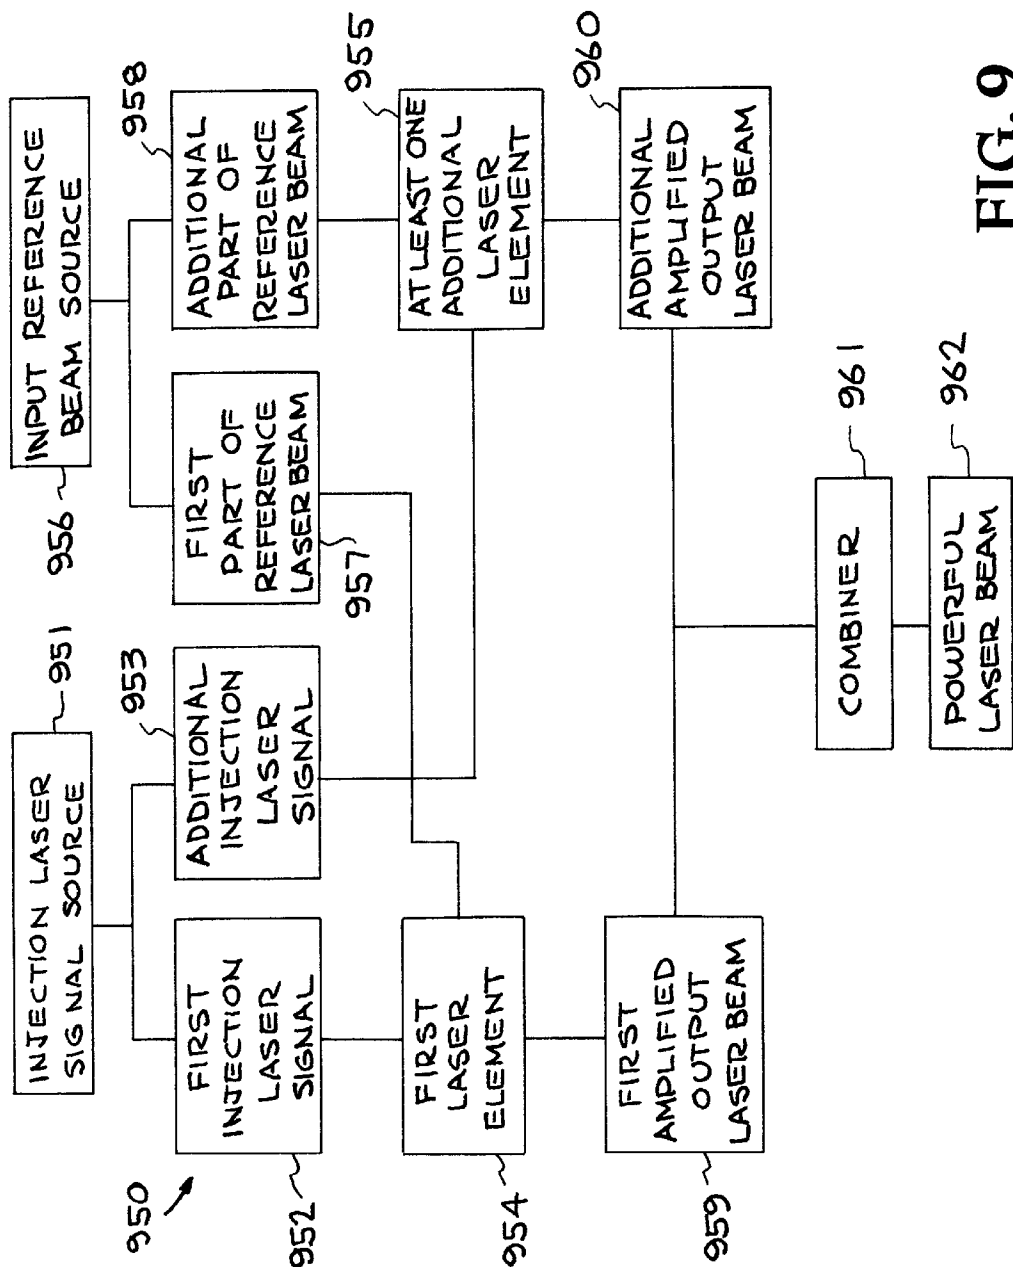 950
INJECTION LASER
SIGNAL SOURCE
951
INPUT REFERENCE
BEAM SOURCE
956
FIRST
INJECTION
LASER
SIGNAL
952
ADDITIONAL
INJECTION
LASER
SIGNAL
953
FIRST
PART OF
REFERENCE
LASER BEAM
957
ADDITIONAL
PART OF
REFERENCE
LASER BEAM
958
FIRST
LASER
ELEMENT
954
AT LEAST ONE
ADDITIONAL
LASER
ELEMENT
955
FIRST
AMPLIFIED
OUTPUT
LASER BEAM
959
ADDITIONAL
AMPLIFIED
OUTPUT
LASER BEAM
960
COMBINER
961
POWERFUL
LASER BEAM
962
FIG. 9